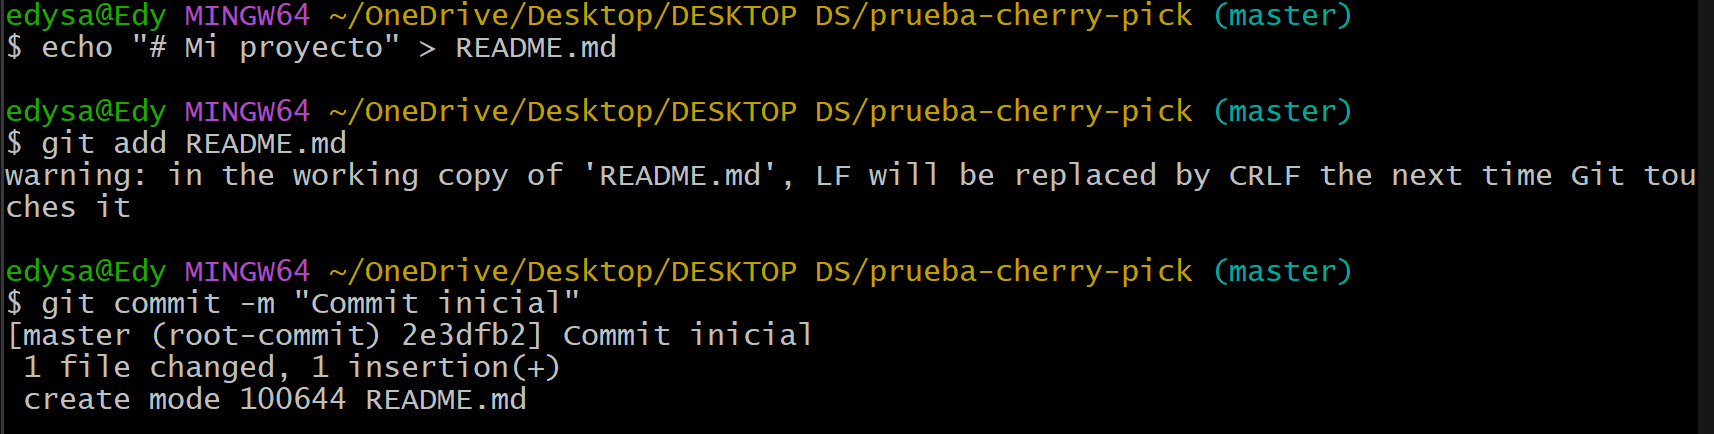 edysa@Edy MINGW64 ~/OneDrive/Desktop/DESKTOP DS/prueba-cherry-pick (master)
$ echo "# Mi proyecto" > README.md
edysa@Edy MINGW64 ~/OneDrive/Desktop/DESKTOP DS/prueba-cherry-pick (master)
$ git add README.md
warning: in the working copy of 'README.md', LF will be replaced by CRLF the next time Git tou
ches it
edysa@Edy MINGW64 ~/OneDrive/Desktop/DESKTOP DS/prueba-cherry-pick (master)
$ git commit -m "Commit inicial"
[master (root-commit) 2e3dfb2] Commit inicial
 1 file changed, 1 insertion(+)
 create mode 100644 README.md